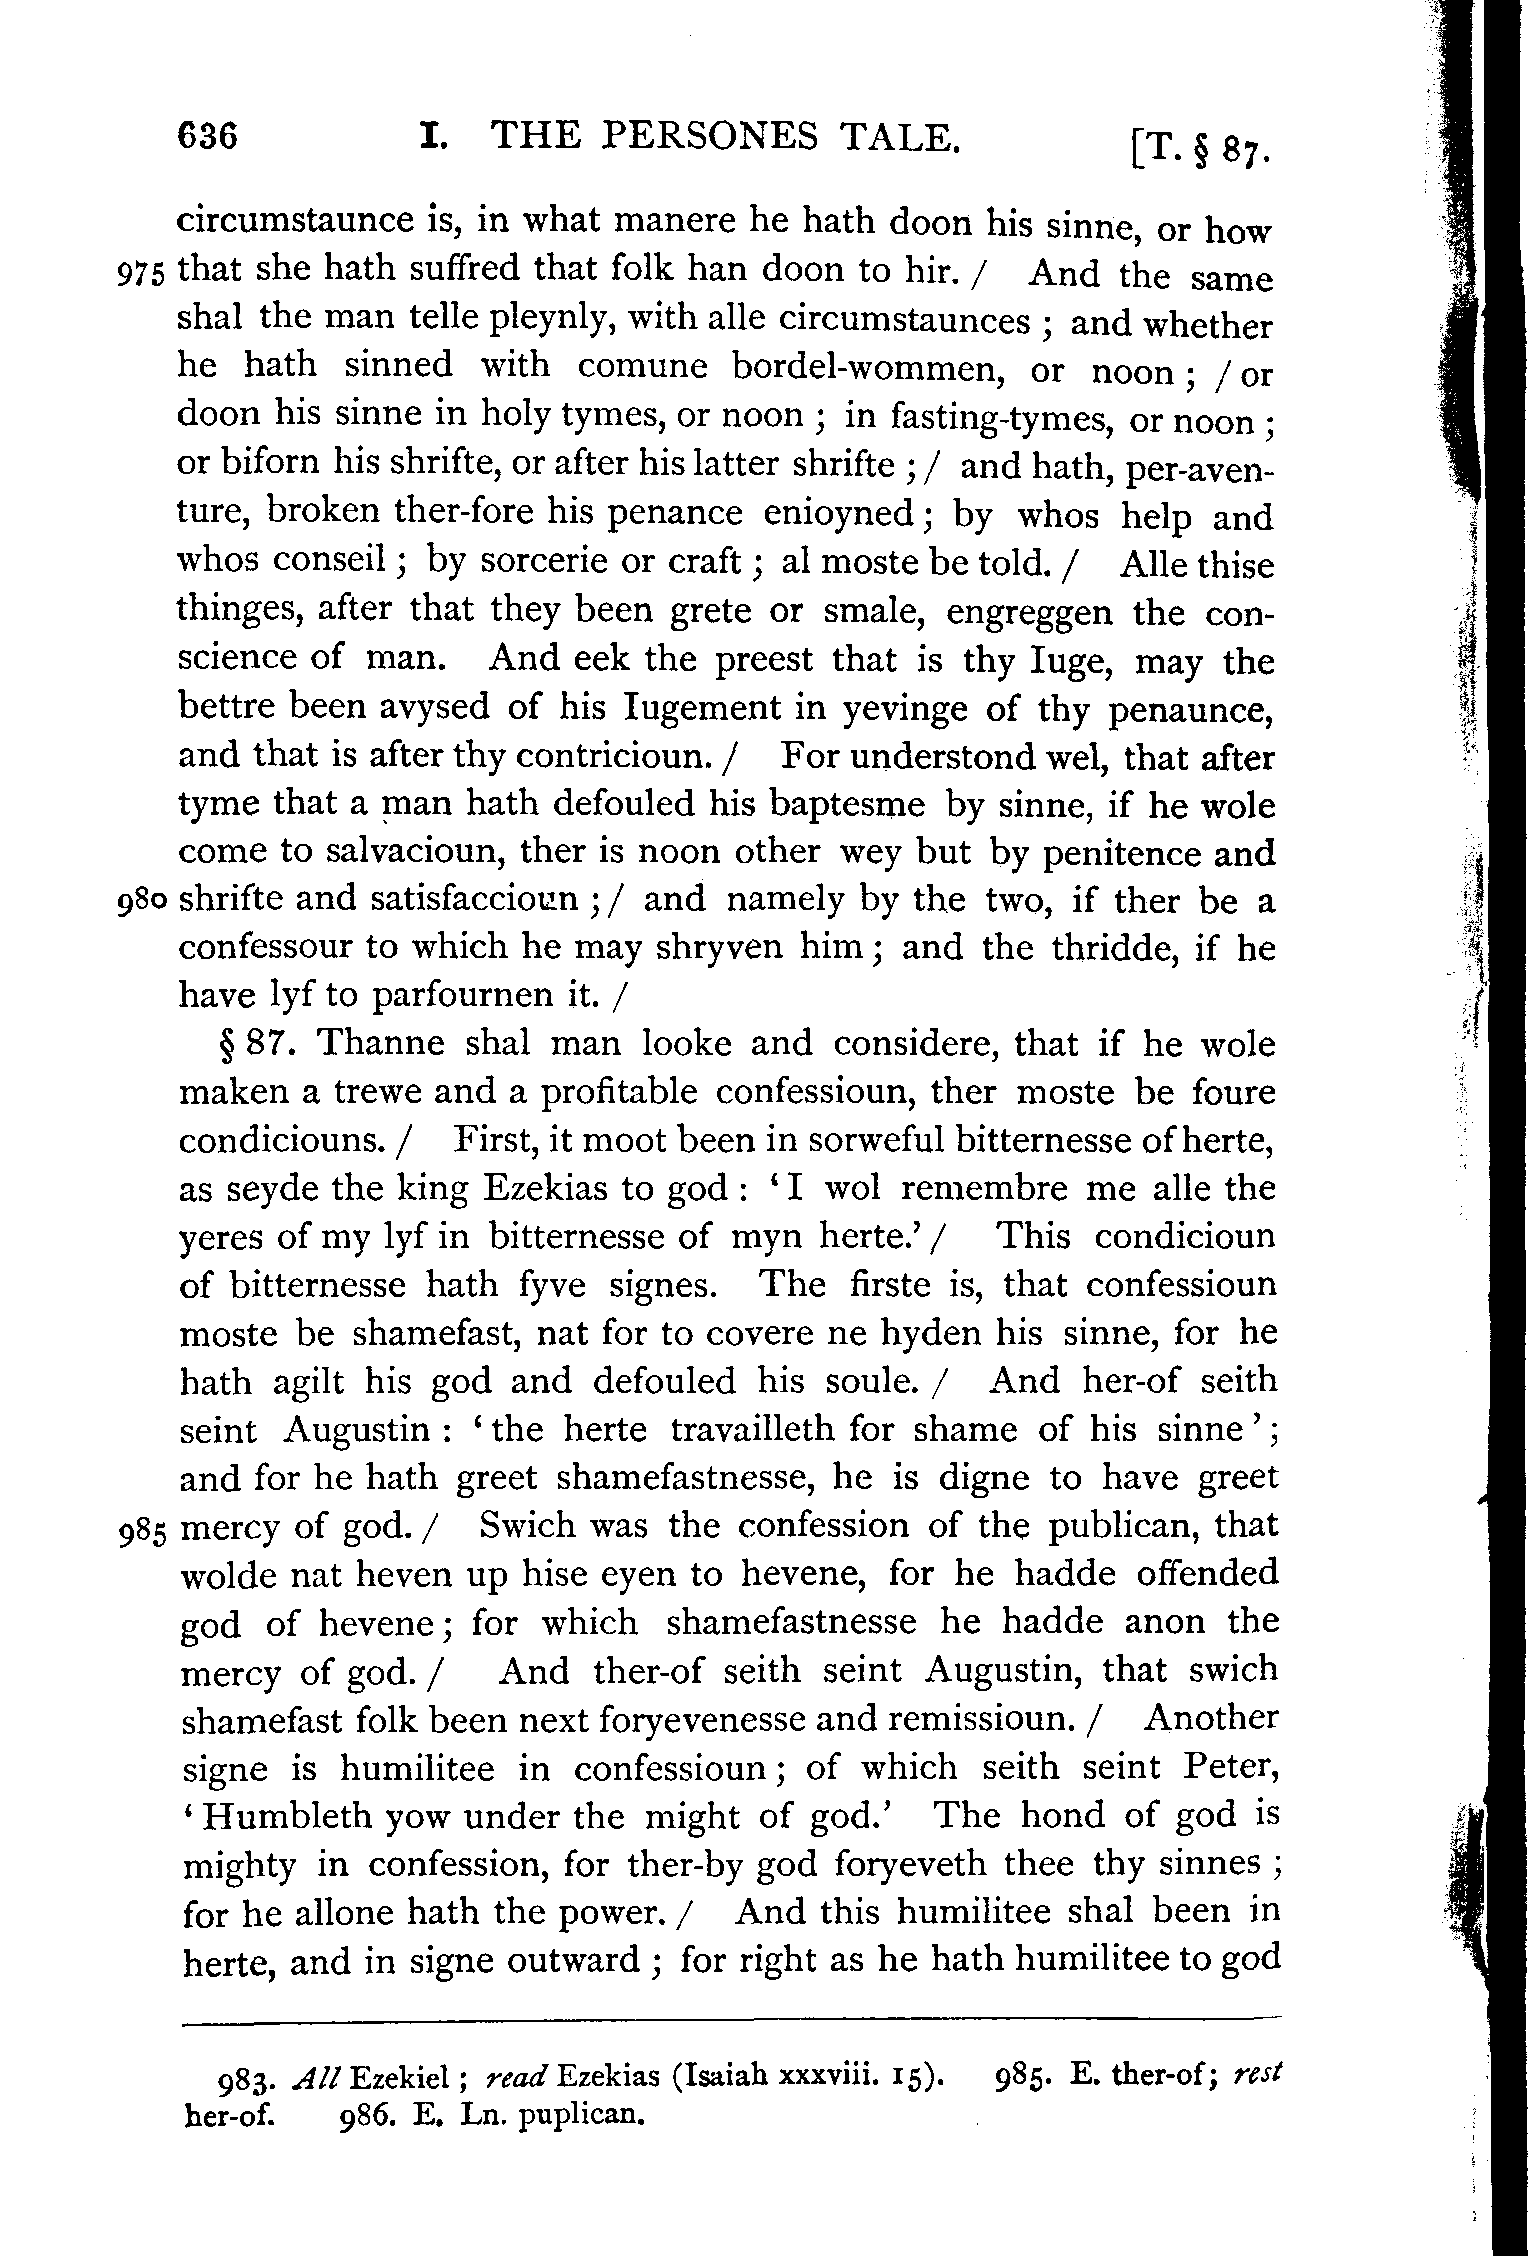 636 I. THE PERSONES TALE. [T. § 87.
circumstaunce is, in what manere he hath doon his sinne, or how
975 that she hath suffred that folk han doon to hir. / And the same
shal the man telle pleynly, with alle circumstaunces ; and whether
he hath sinned with comune bordel-wommen, or noon ; / or
doon his sinne in holy tymes, or noon ; in fasting-tymes, or noon ;
or biforn his shrifte, or after his latter shrifte ; / and hath, per-aven-
ture, broken ther-fore his penance enioyned ; by whos help and
whos conseil ; by sorcerie or craft ; al moste be told. / Alle thise
thinges, after that they been grete or smale, engreggen the con-
science of man. And eek the preest that is thy Iuge, may the
bettre been avysed of his Iugement in yevinge of thy penaunce,
and that is after thy contricioun. / For understond wel, that after
tyme that a man hath defouled his baptesme by sinne, if he wole
come to salvacioun, ther is noon other wey but by penitence and
980 shrifte and satisfaccioun ; / and namely by the two, if ther be a
confessour to which he may shryven him ; and the thridde, if he
have lyf to parfournen it. /
§ 87. Thanne shal man looke and considere, that if he wole
maken a trewe and a profitable confessioun, ther moste be foure
condiciouns. / First, it moot been in sorweful bitternesse of herte,
as seyde the king Ezekias to god : ‘ I wol remembre me alle the
yeres of my lyf in bitternesse of myn herte.’ / This condicioun
of bitternesse hath fyve signes. The firste is, that confessioun
moste be shamefast, nat for to covere ne hyden his sinne, for he
hath agilt his god and defouled his soule. / And her-of seith
seint Augustin : ‘ the herte travailleth for shame of his sinne ’ ;
and for he hath greet shamefastnesse, he is digne to have greet
985 mercy of god. / Swich was the confession of the publican, that
wolde nat heven up hise eyen to hevene, for he hadde offended
god of hevene ; for which shamefastnesse he hadde anon the
mercy of god. / And ther-of seith seint Augustin, that swich
shamefast folk been next foryevenesse and remissioun. / Another
signe is humilitee in confessioun ; of which seith seint Peter,
‘ Humbleth yow under the might of god.’ The hond of god is
mighty in confession, for ther-by god foryeveth thee thy sinnes ;
for he allone hath the power. / And this humilitee shal been in
herte, and in signe outward ; for right as he hath humilitee to god
983. All Ezekiel ; read Ezekias (Isaiah xxxviii. 15). 985. E. ther-of; rest
her-of. 986. E. Ln. puplican.